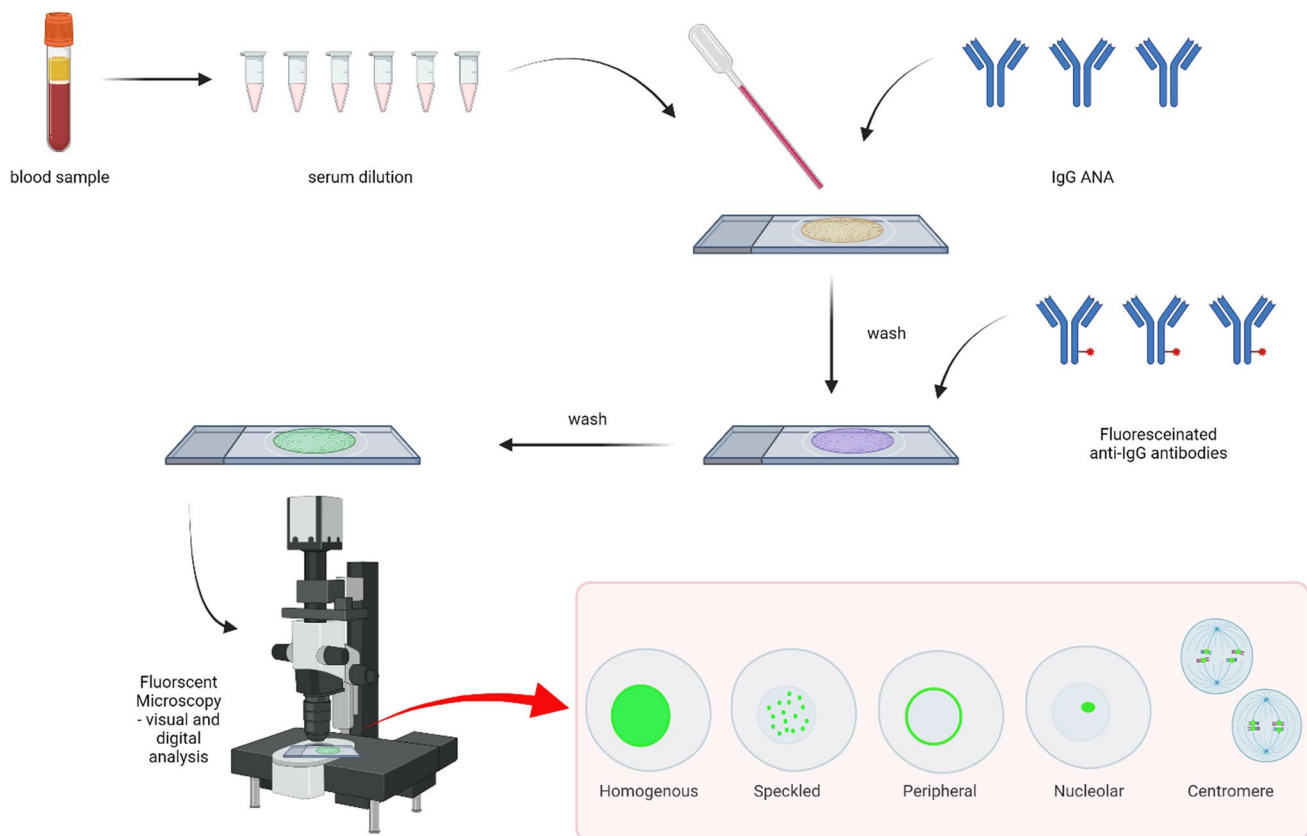 blood sample
serum dilution
IgG ANA
wash
Fluoresceinated
anti-IgG antibodies
wash
Fluorscent
Microscopy
- visual and
digital
analysis
Homogenous
Speckled
Peripheral
Nucleolar
Centromere